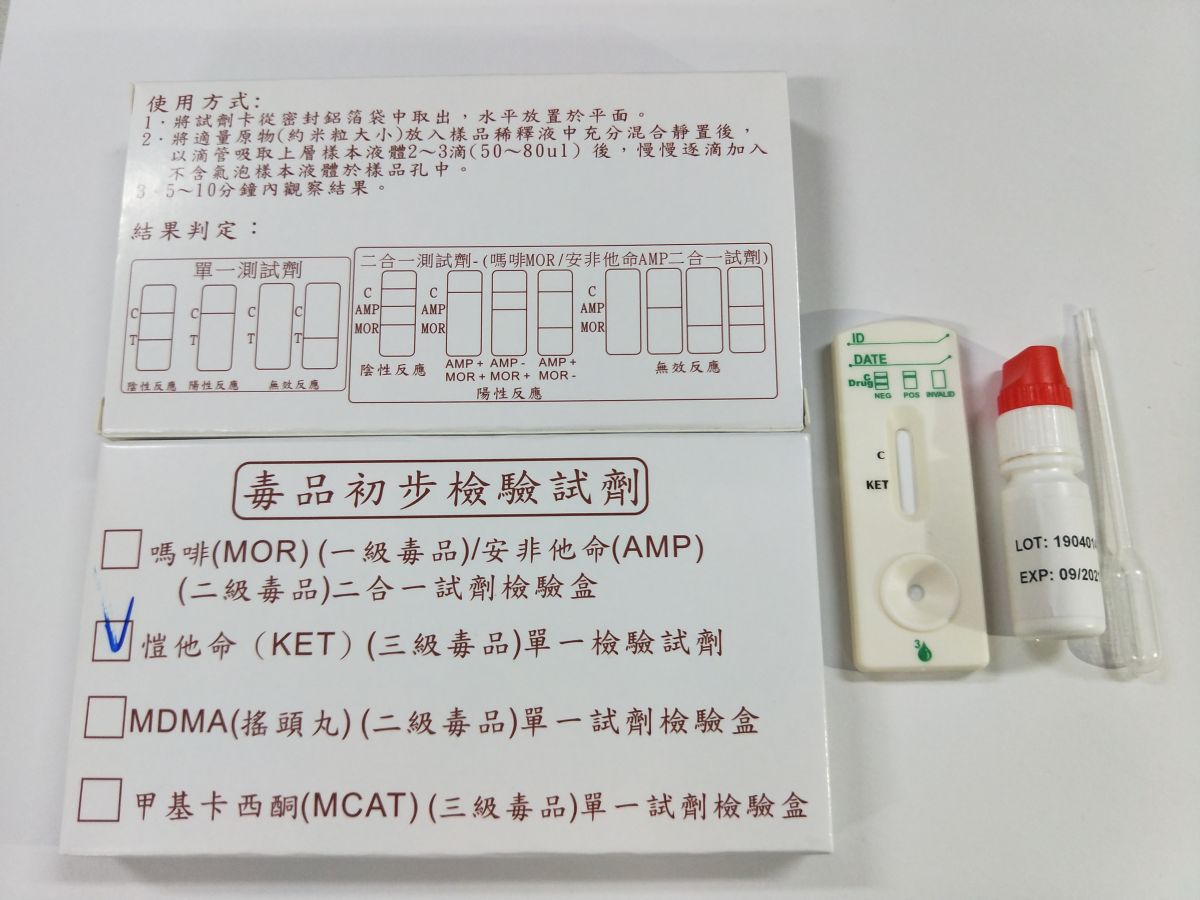 使用方式:
1．將試劑卡從密封鋁箔袋中取出，水平放置於平面。
2．將適量原物(約米粒大小)放入樣品稀釋液中充分混合靜置後，
以滴管吸取上層樣本液體2～3滴(50～80ul) 後，慢慢逐滴加入
不含氣泡樣本液體於樣品孔中。
3．5～10分鐘內觀察結果。
結果判定：
單一測試劑
C
T
C
T
C
T
C
T
陰性反應 陽性反應 無效反應
二合一測試劑-(嗎啡MOR/安非他命AMP二合一試劑)
C
AMP
MOR
C
AMP
MOR
C
AMP
MOR
陰性反應
AMP + AMP - AMP +
MOR + MOR + MOR -
陽性反應
無效反應
毒品初步檢驗試劑
嗎啡(MOR) (一級毒品)/安非他命(AMP)
(二級毒品)二合一試劑檢驗盒
愷他命（KET）(三級毒品)單一檢驗試劑
MDMA(搖頭丸) (二級毒品)單一試劑檢驗盒
甲基卡西酮(MCAT) (三級毒品)單一試劑檢驗盒
ID
DATE
C
Drug
NEG POS INVALID
C
KET
3
LOT:
EXP: